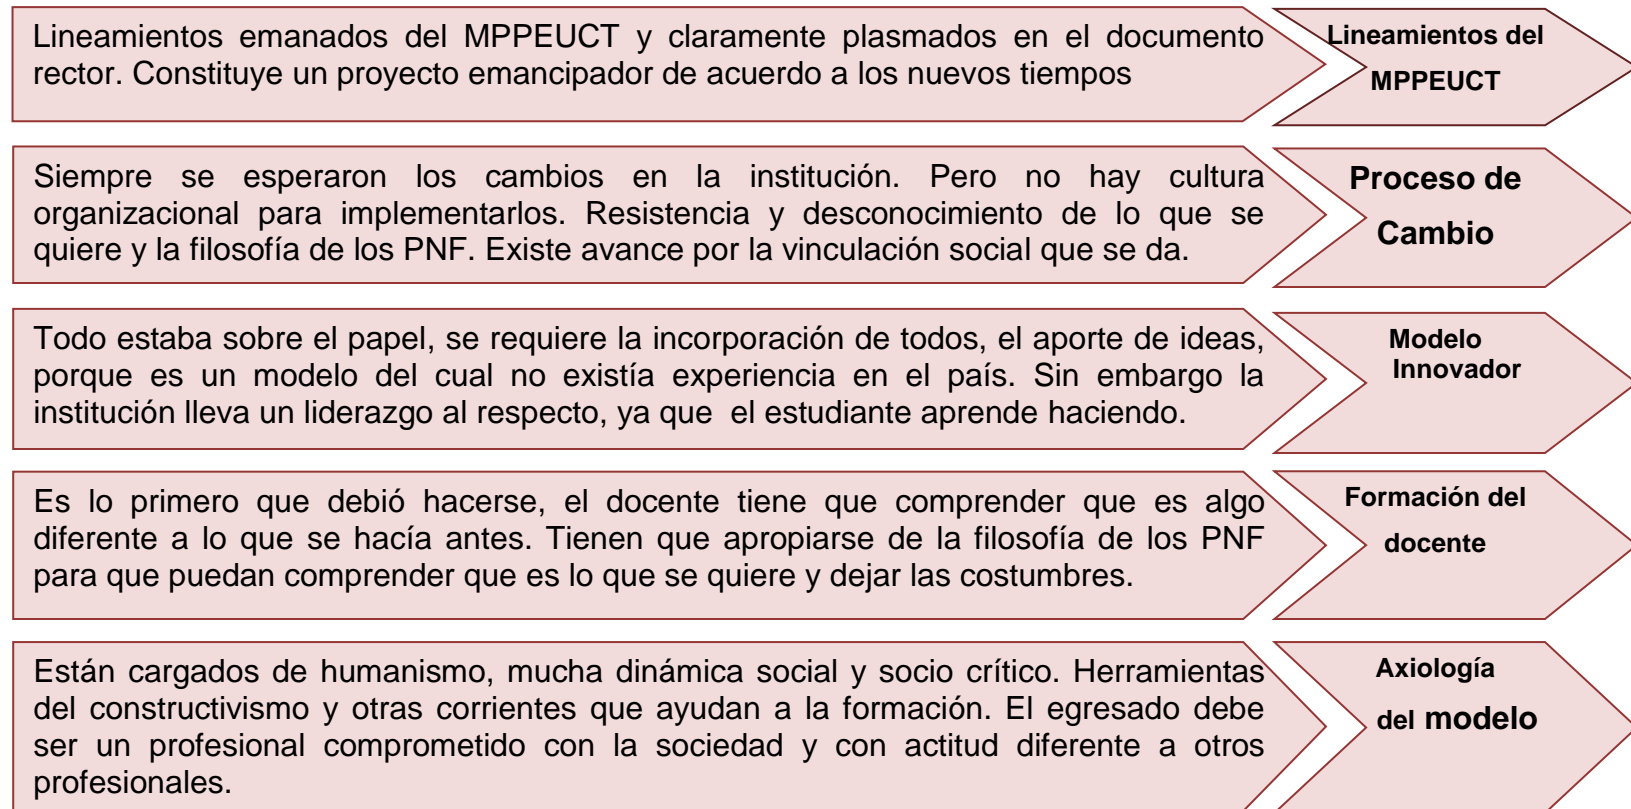 Lineamientos emanados del MPPEUCT y claramente plasmados en el documento
rector. Constituye un proyecto emancipador de acuerdo a los nuevos tiempos
Lineamientos del
MPPEUCT
Siempre se esperaron los cambios en la institución. Pero no hay cultura
organizacional para implementarlos. Resistencia y desconocimiento de lo que se
quiere y la filosofía de los PNF. Existe avance por la vinculación social que se da.
Proceso de
Cambio
Todo estaba sobre el papel, se requiere la incorporación de todos, el aporte de ideas,
porque es un modelo del cual no existía experiencia en el país. Sin embargo la
institución lleva un liderazgo al respecto, ya que el estudiante aprende haciendo.
Modelo
Innovador
Es lo primero que debió hacerse, el docente tiene que comprender que es algo
diferente a lo que se hacía antes. Tienen que apropiarse de la filosofía de los PNF
para que puedan comprender que es lo que se quiere y dejar las costumbres.
Formación del
docente
Están cargados de humanismo, mucha dinámica social y socio crítico. Herramientas
del constructivismo y otras corrientes que ayudan a la formación. El egresado debe
ser un profesional comprometido con la sociedad y con actitud diferente a otros
profesionales.
Axiología
del modelo